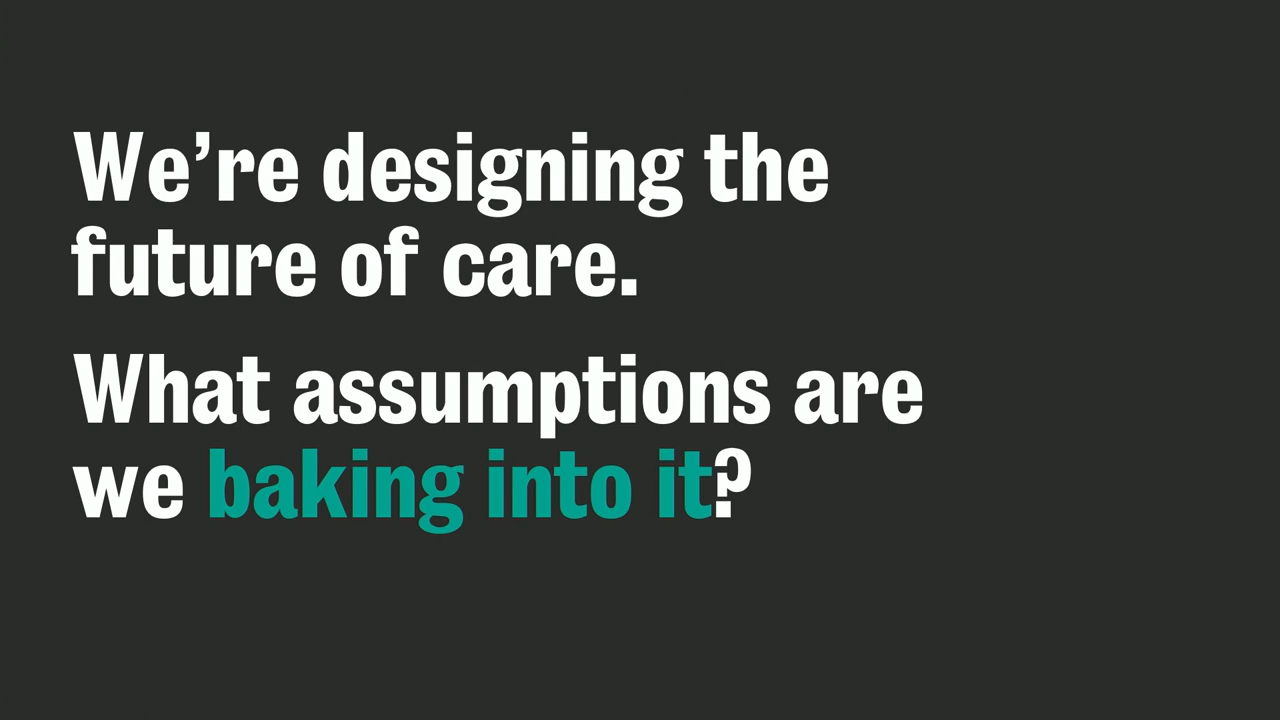 We’re designing the
future of care.
What assumptions are
we baking into it?